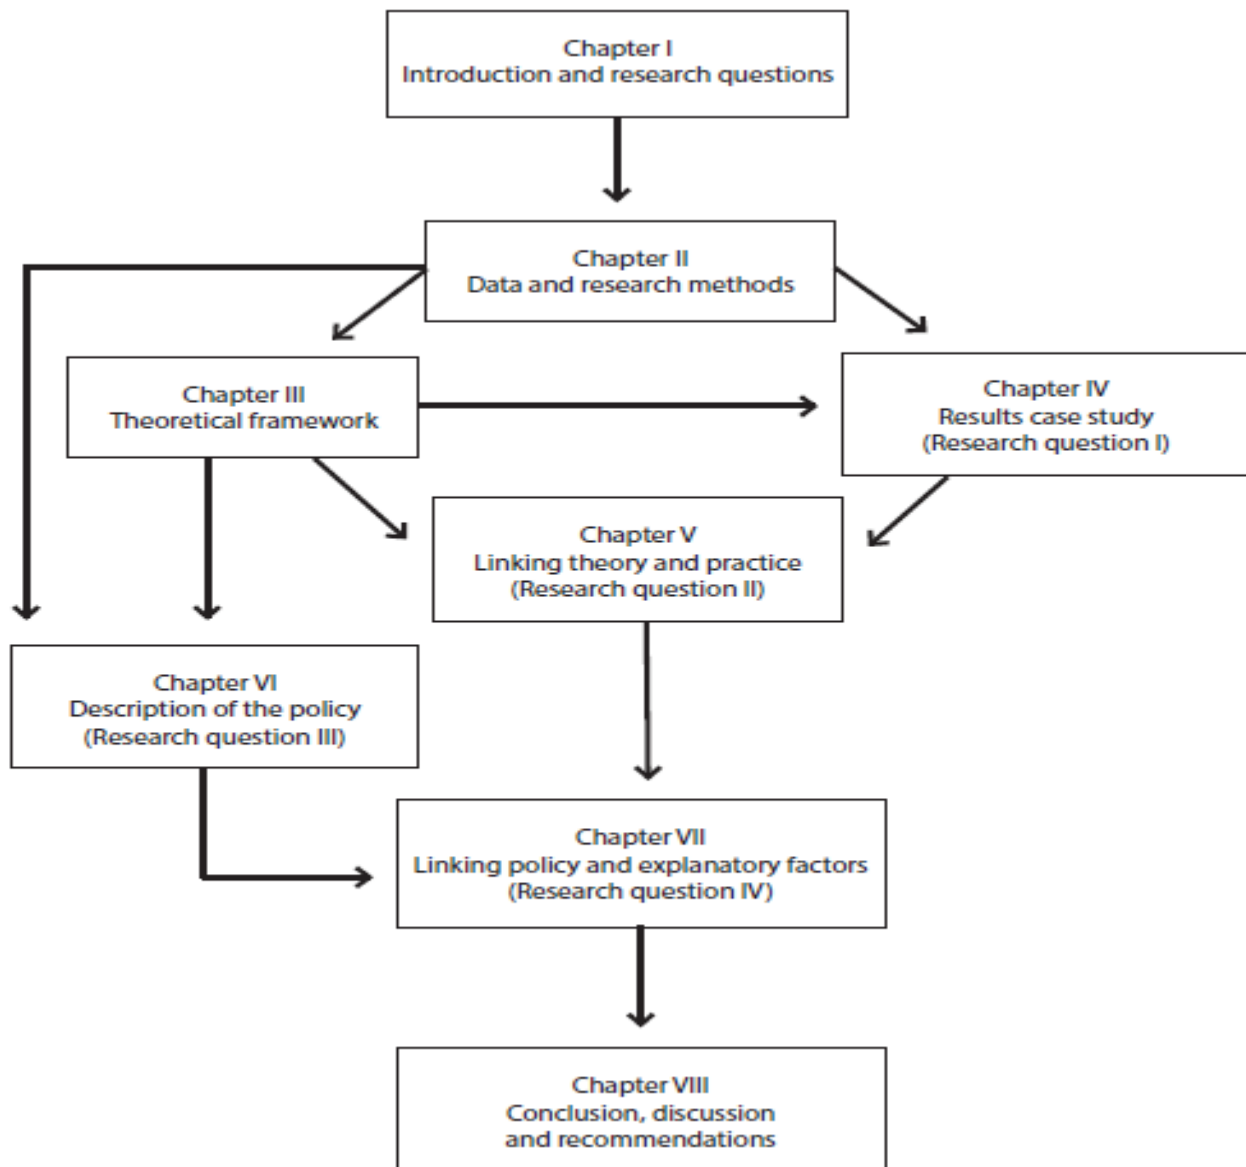 Chapter I
Introduction and research questions
Chapter II
Data and research methods
Chapter III
Theoretical framework
Chapter IV
Results case study
(Research question I)
Chapter V
Linking theory and practice
(Research question II)
Chapter VI
Description of the policy
(Research question III)
Chapter VII
Linking policy and explanatory factors
(Research question IV)
Chapter VIII
Conclusion, discussion
and recommendations